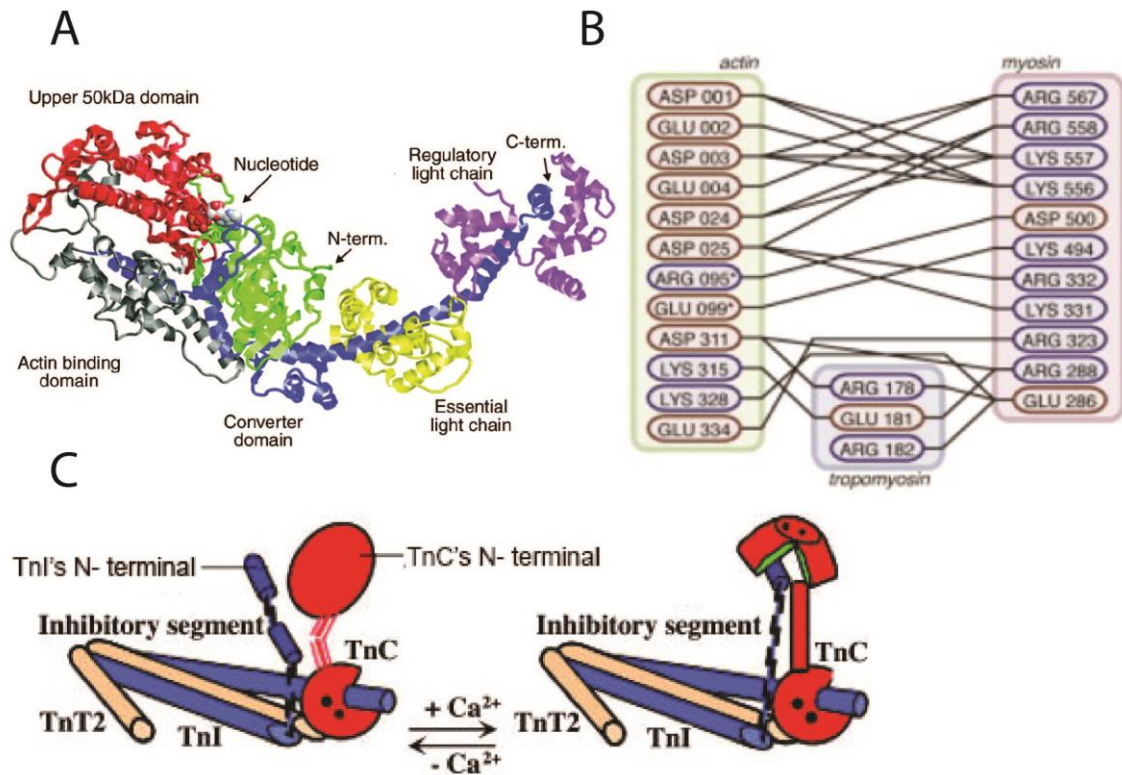 A
Upper 50kDa domain
Nucleotide
N-term.
Regulatory
light chain
C-term.
Actin binding
domain
Converter
domain
Essential
light chain
B
actin
myosin
ASP 001
GLU 002
ASP 003
GLU 004
ASP 024
ASP 025
ARG 095*
GLU 099*
ASP 311
LYS 315
LYS 328
GLU 334
ARG 567
ARG 558
LYS 557
LYS 556
ASP 500
LYS 494
ARG 332
LYS 331
ARG 323
ARG 288
GLU 286
ARG 178
GLU 181
ARG 182
tropomyosin
C
TnI's N- terminal
TnC's N- terminal
Inhibitory segment
TnC
TnT2
TnI
+ Ca2+
- Ca2+
Inhibitory segment
TnC
TnT2
TnI